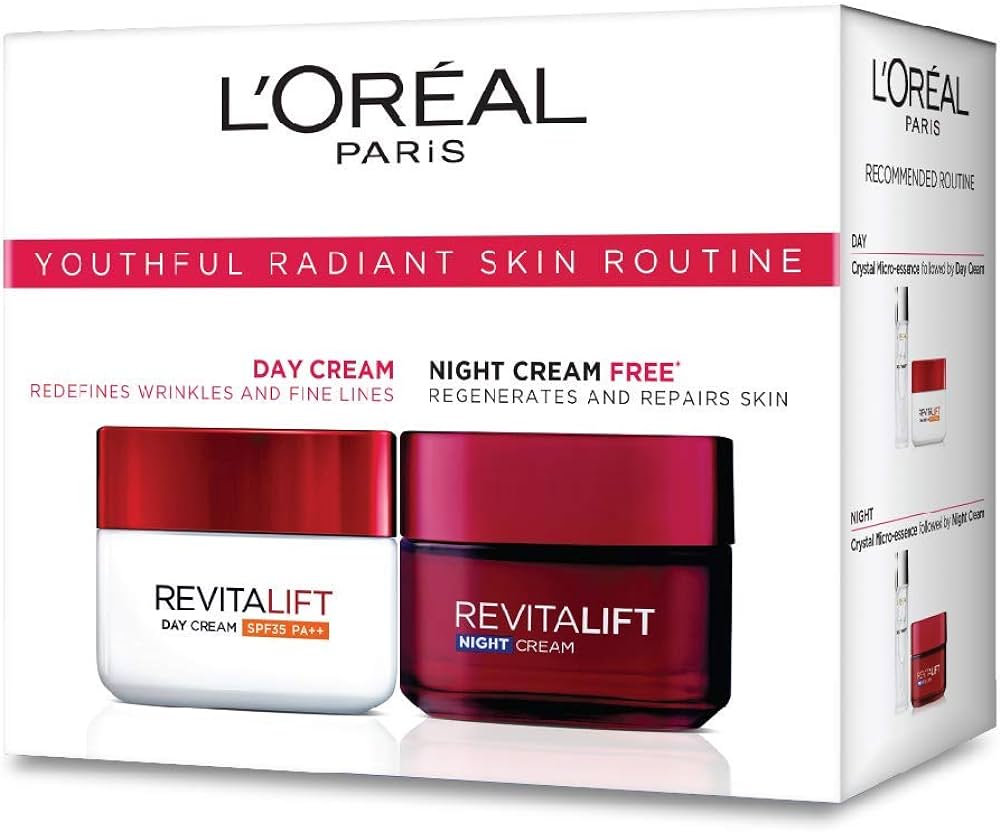 L'ORÉAL
PARiS
YOUTHFUL RADIANT SKIN ROUTINE
DAY CREAM
REDEFINES WRINKLES AND FINE LINES
NIGHT CREAM FREE*
REGENERATES AND REPAIRS SKIN
REVITALIFT
DAY CREAM SPF35 PA++
REVITALIFT
NIGHT CREAM
L'ORÉAL
PARiS
RECOMMENDED ROUTINE
DAY
Crystal Micro-essence followed by Day Cream
REVITALIFT
NIGHT
Crystal Micro-essence followed by Night Cream
REVITALIFT